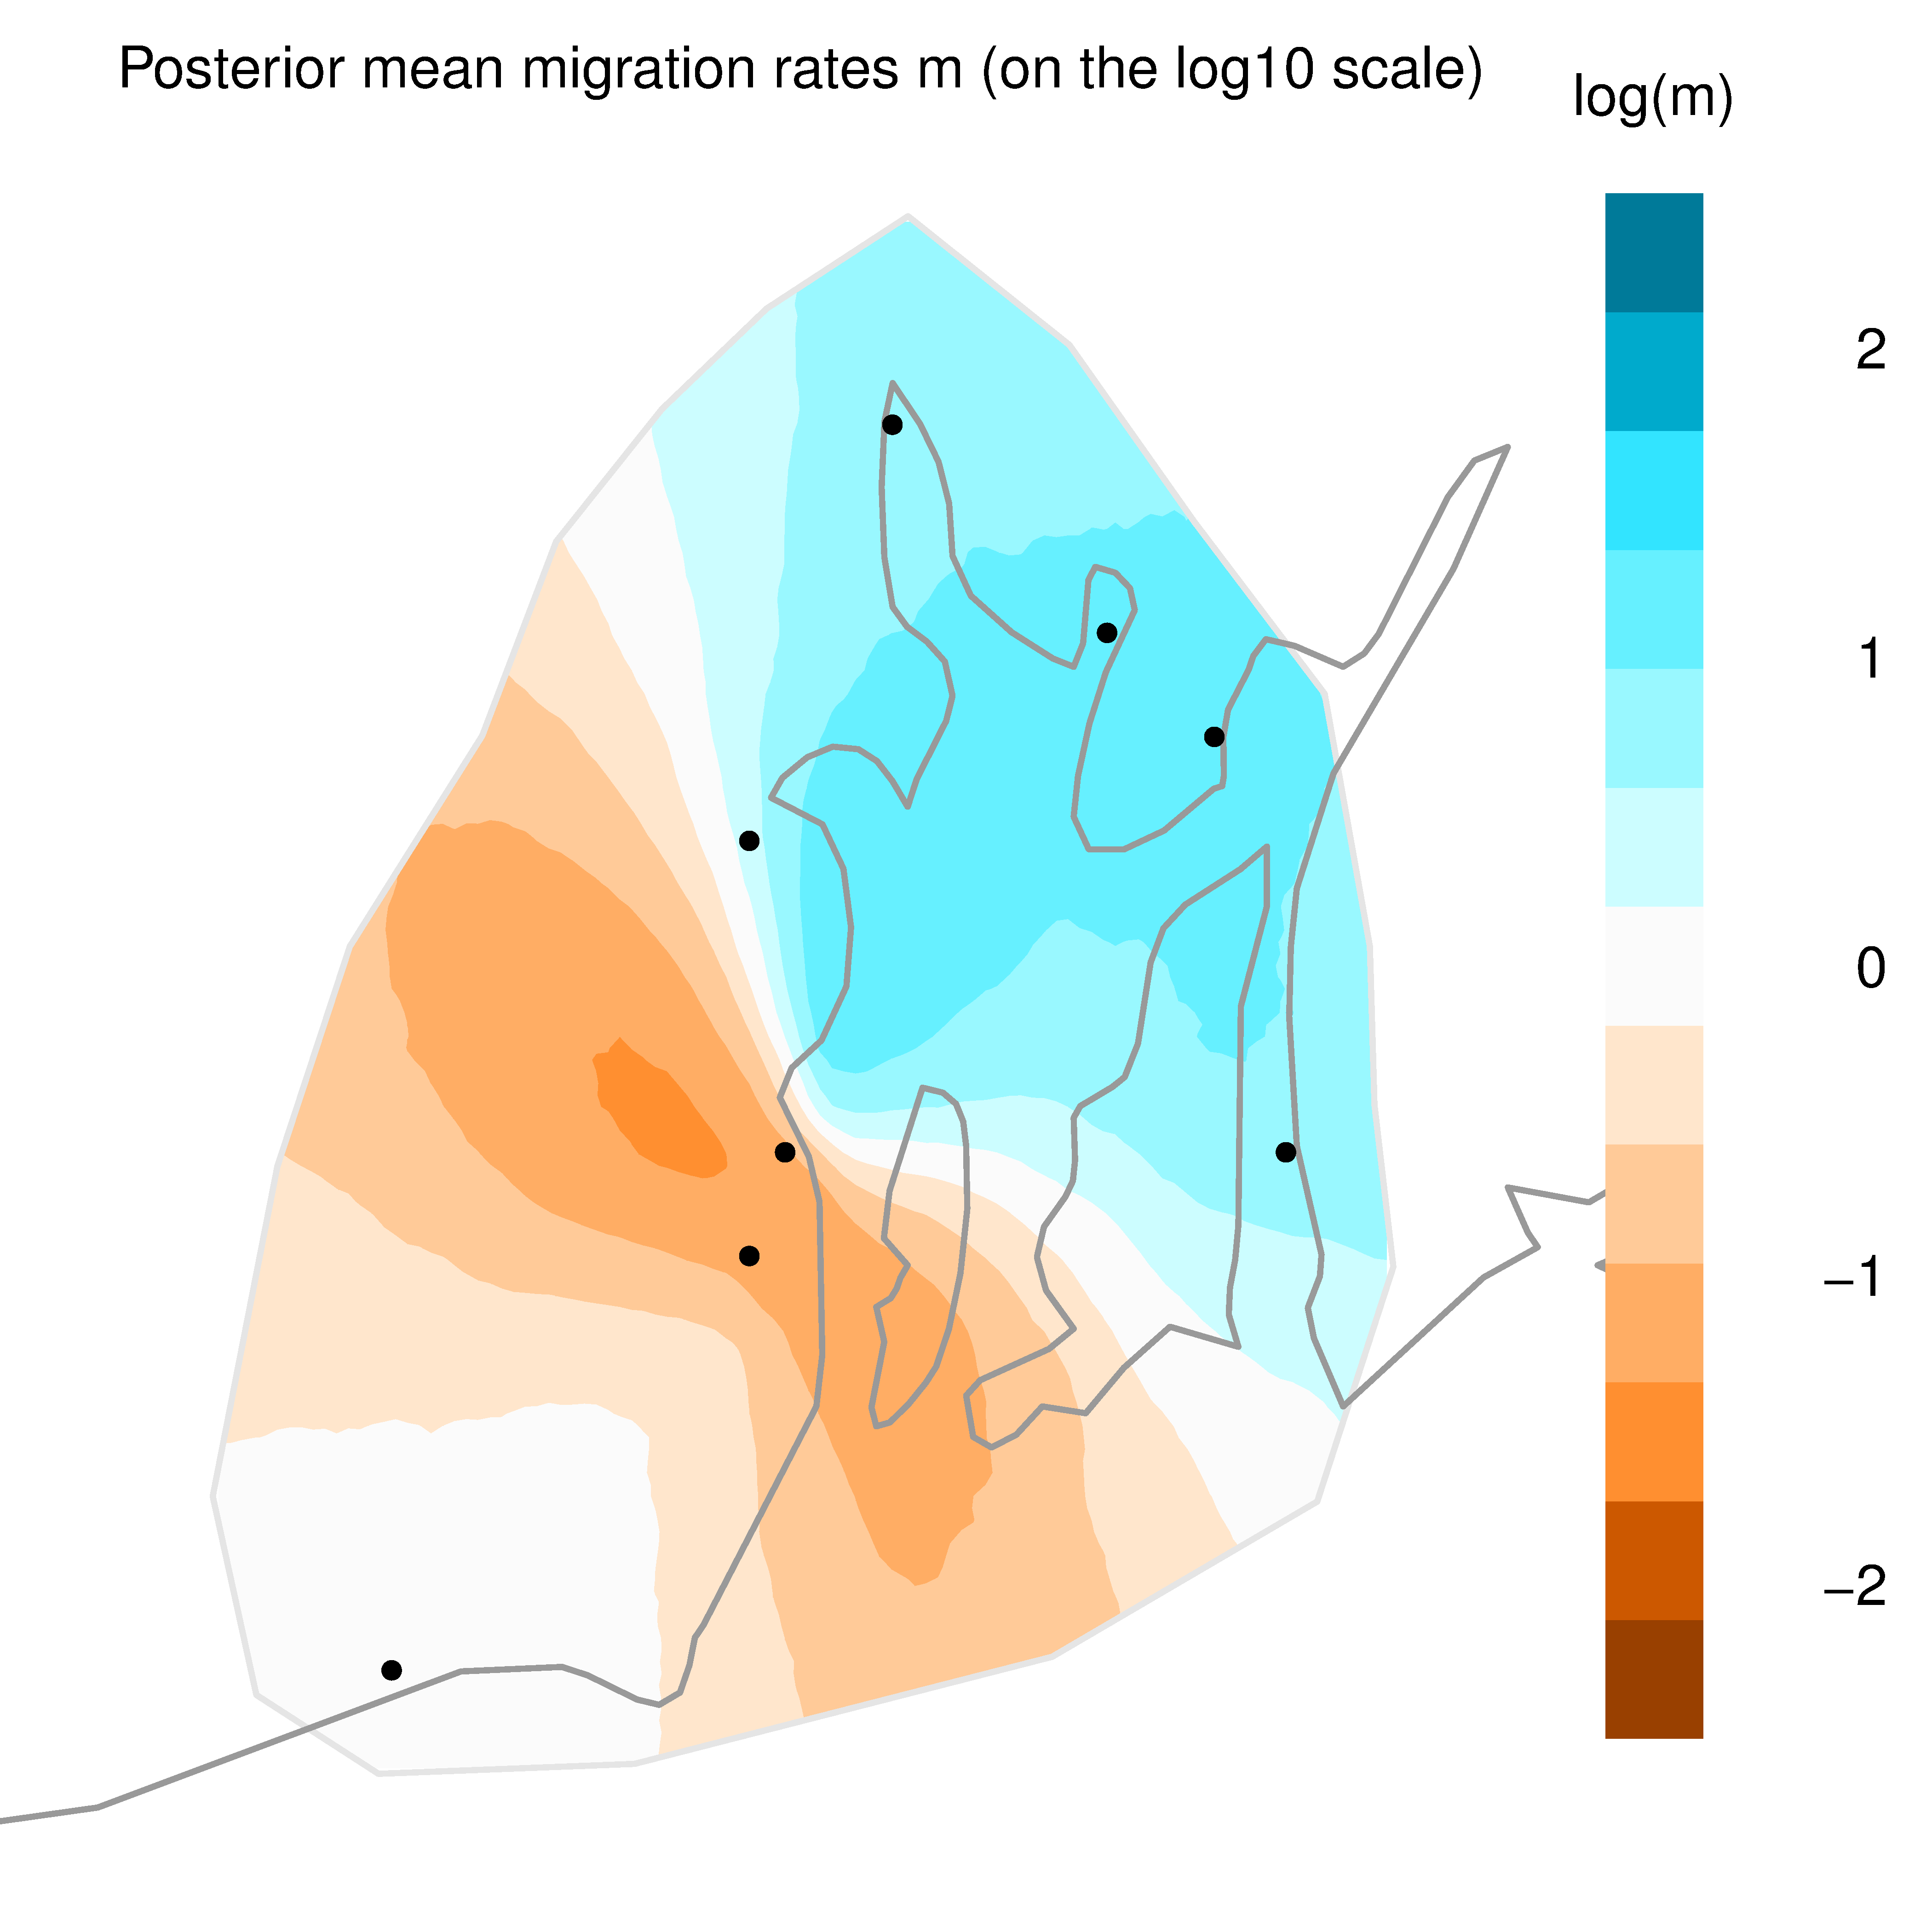 Posterior mean migration rates m (on the log10 scale)
log(m)
2
1
0
−1
−2